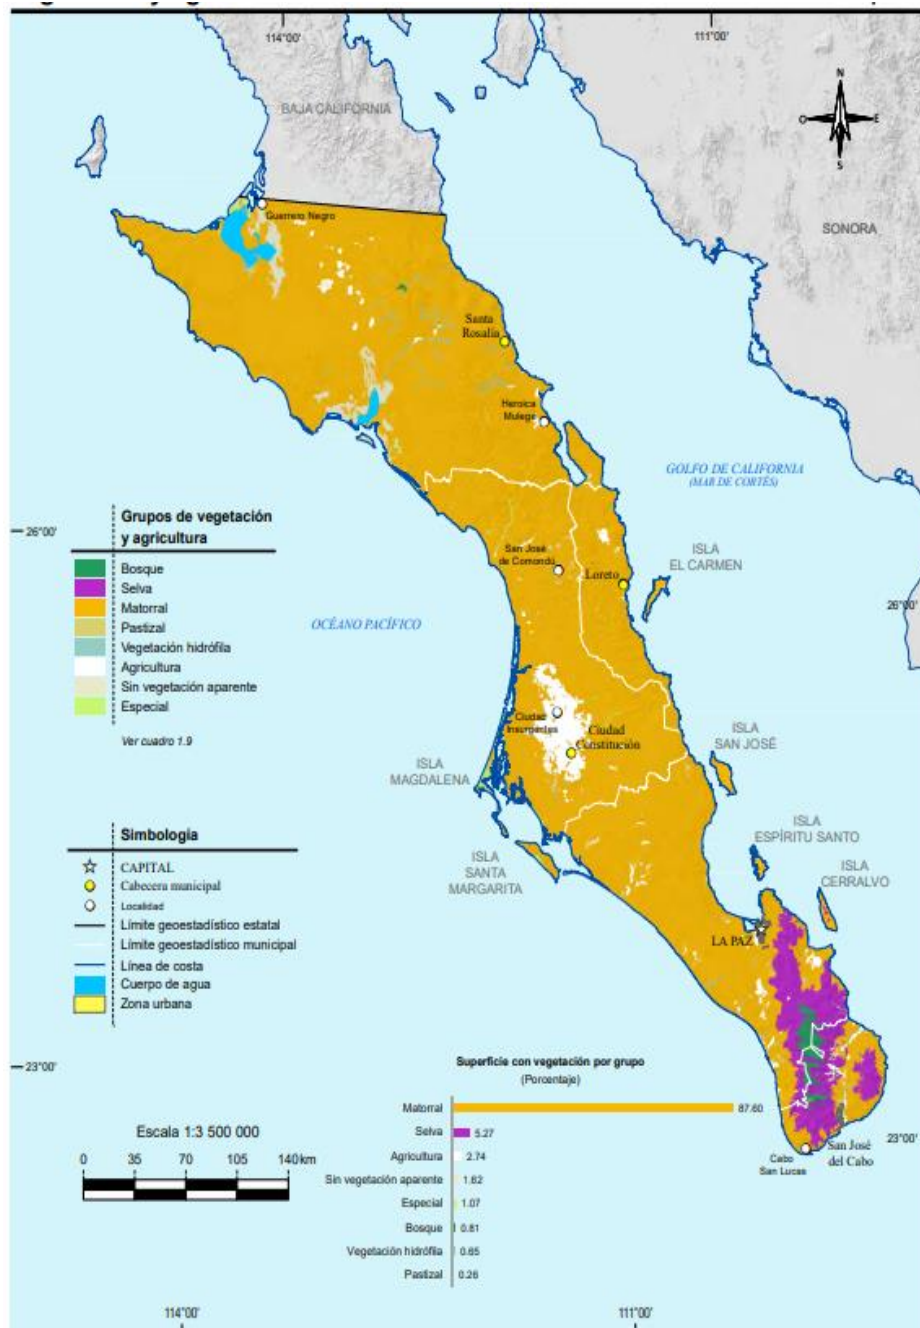 114°00'
111°00'
BAJA CALIFORNIA
N
O
E
S
SONORA
Guerrero Negro
Santa
Rosalía
Heroica
Mulegé
GOLFO DE CALIFORNIA
(MAR DE CORTÉS)
26°00'
Grupos de vegetación
y agricultura
Bosque
Selva
Matorral
Pastizal
Vegetación hidrófila
Agricultura
Sin vegetación aparente
Especial
Ver cuadro 1.9
San José
de Comondú
Loreto
ISLA
EL CARMEN
26°00'
OCÉANO PACÍFICO
Ciudad
Insurgentes
Ciudad
Constitución
ISLA
SAN JOSÉ
ISLA
MAGDALENA
ISLA
SANTA
MARGARITA
ISLA
ESPÍRITU SANTO
ISLA
CERRALVO
LA PAZ
Simbología
CAPITAL
Cabecera municipal
Localidad
Límite geoestadístico estatal
Límite geoestadístico municipal
Línea de costa
Cuerpo de agua
Zona urbana
23°00'
Superficie con vegetación por grupo
(Porcentaje)
Matorral 87.60
Selva 5.27
Agricultura 2.74
Sin vegetación aparente 1.62
Especial 1.07
Bosque 0.81
Vegetación hidrófila 0.65
Pastizal 0.26
Escala 1:3 500 000
0 35 70 105 140km
23°00'
San José
del Cabo
Cabo
San Lucas
114°00'
111°00'